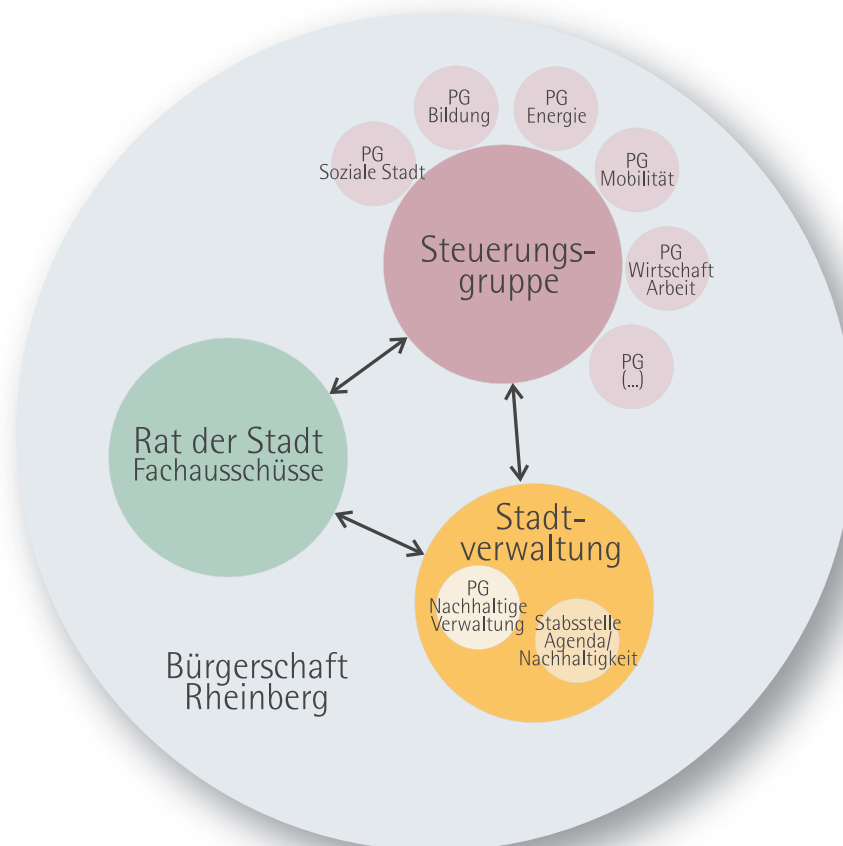 PG
Bildung
PG
Energie
PG
Soziale Stadt
PG
Mobilität
Steuerungs-
gruppe
PG
Wirtschaft
Arbeit
PG
(...)
Rat der Stadt
Fachausschüsse
Stadt-
verwaltung
PG
Nachhaltige
Verwaltung
Stabsstelle
Agenda/
Nachhaltigkeit
Bürgerschaft
Rheinberg